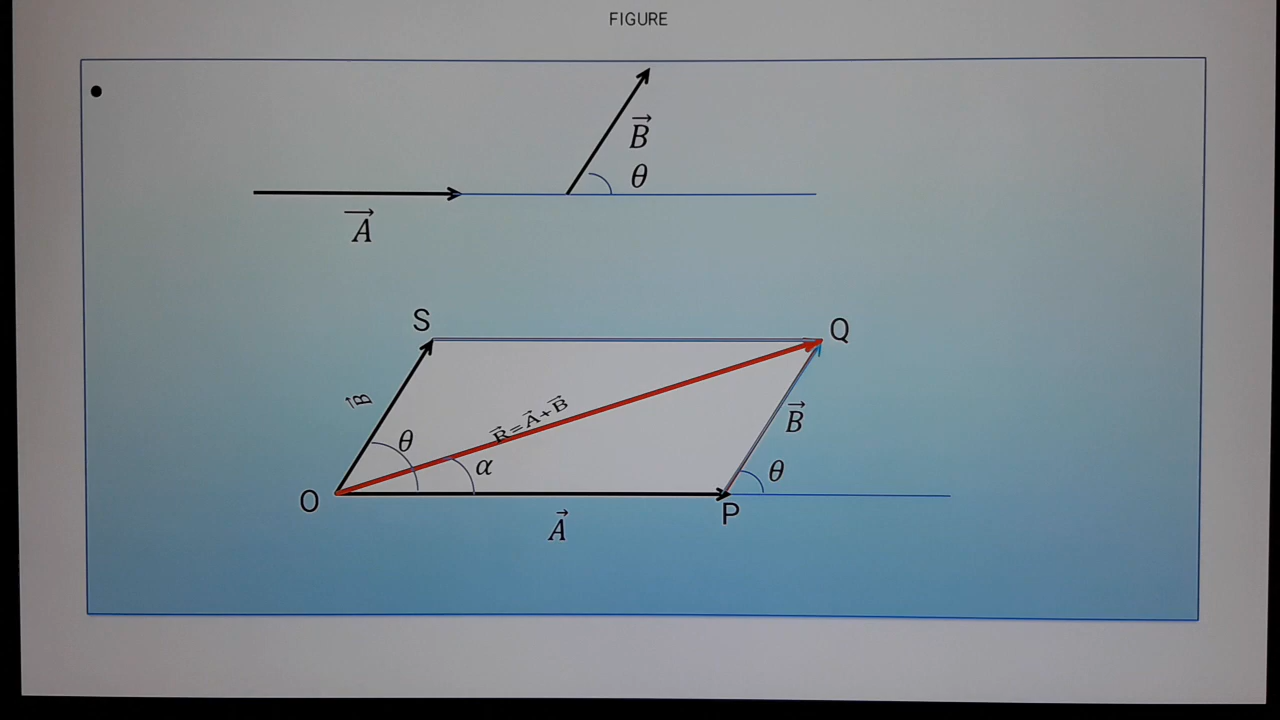 FIGURE
B⃗
θ
A⃗
S
Q
B⃗
R⃗=A⃗+B⃗
θ
α
B⃗
θ
O
P
A⃗